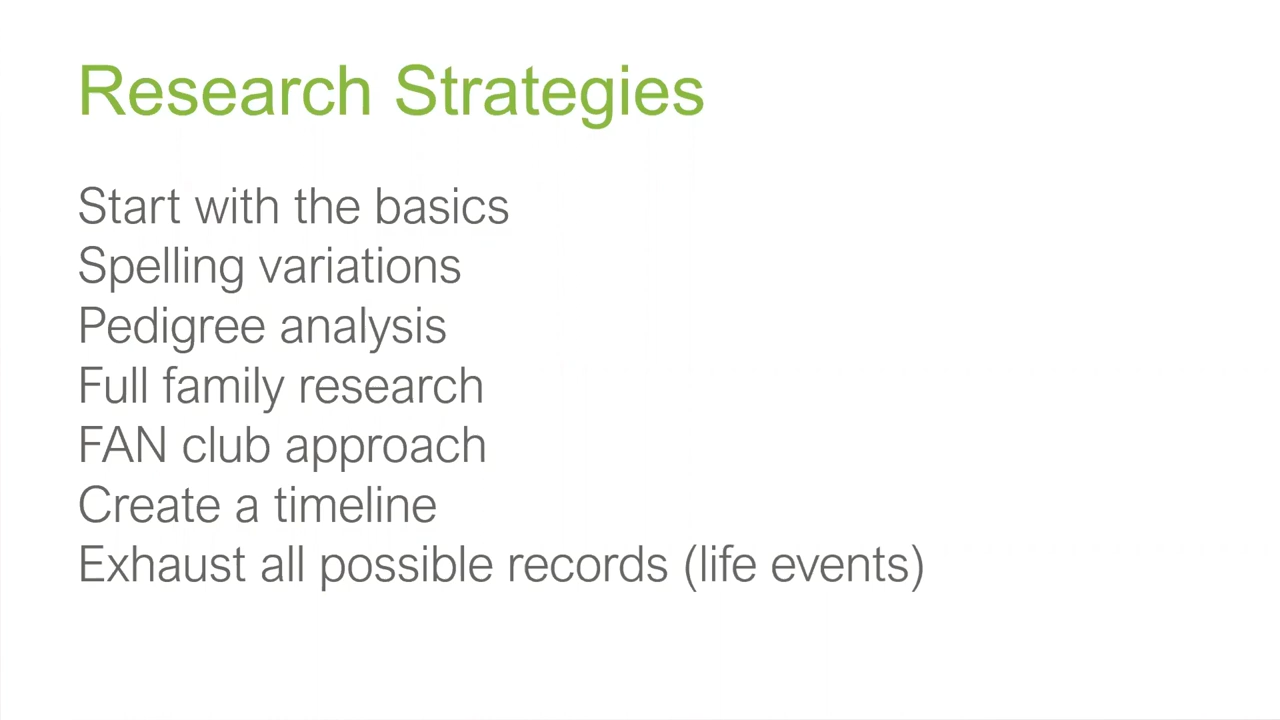 Research Strategies
Start with the basics
Spelling variations
Pedigree analysis
Full family research
FAN club approach
Create a timeline
Exhaust all possible records (life events)